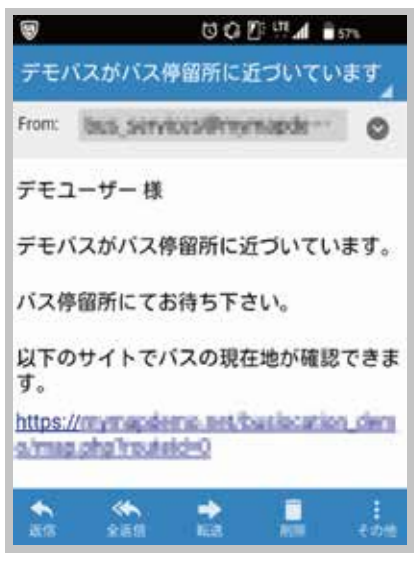 57%
デモバスがバス停留所に近づいています
From:
デモユーザー 様
デモバスがバス停留所に近づいています。
バス停留所にてお待ち下さい。
以下のサイトでバスの現在地が確認できま
す。
https://
返信 全返信 転送 削除 その他